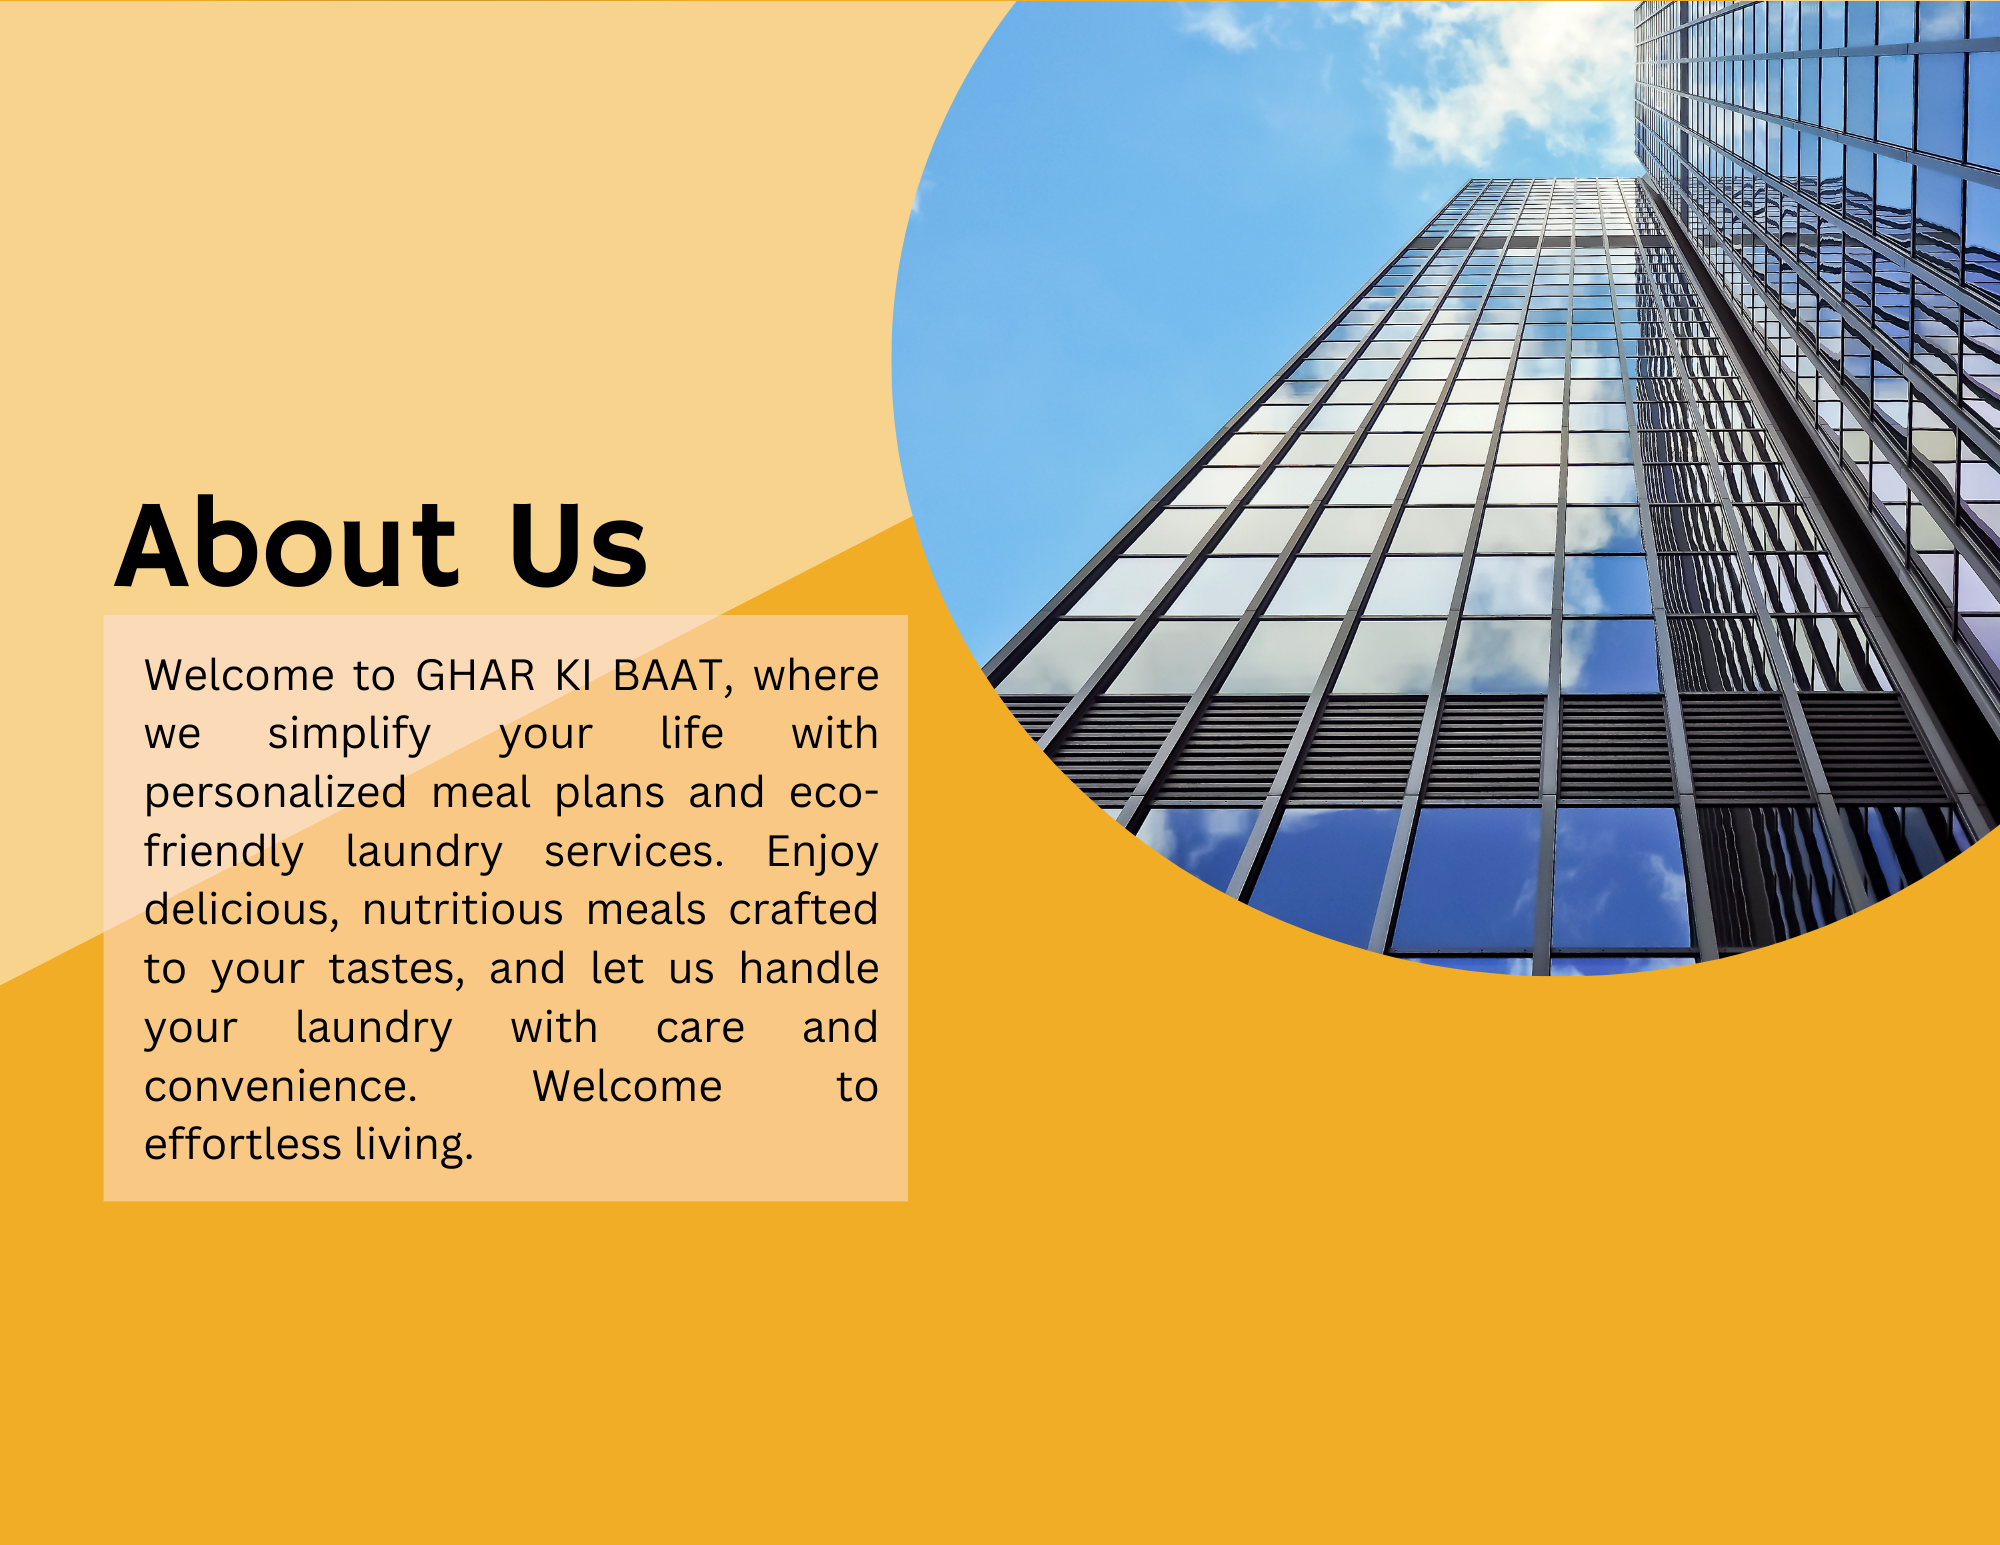 About Us
Welcome to GHAR KI BAAT, where
we simplify your life with
personalized meal plans and eco-
friendly laundry services. Enjoy
delicious, nutritious meals crafted
to your tastes, and let us handle
your laundry with care and
convenience. Welcome to
effortless living.